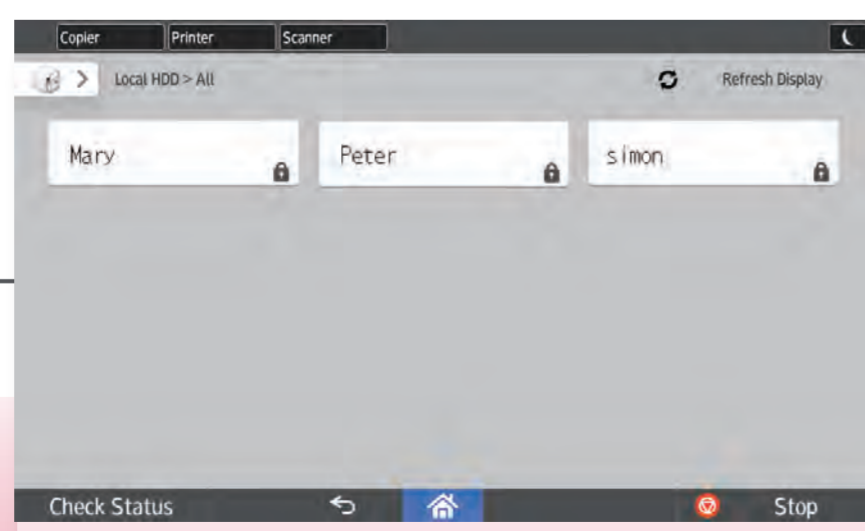 Copier Printer Scanner
Local HDD > All Refresh Display
Mary Peter simon
Check Status Stop